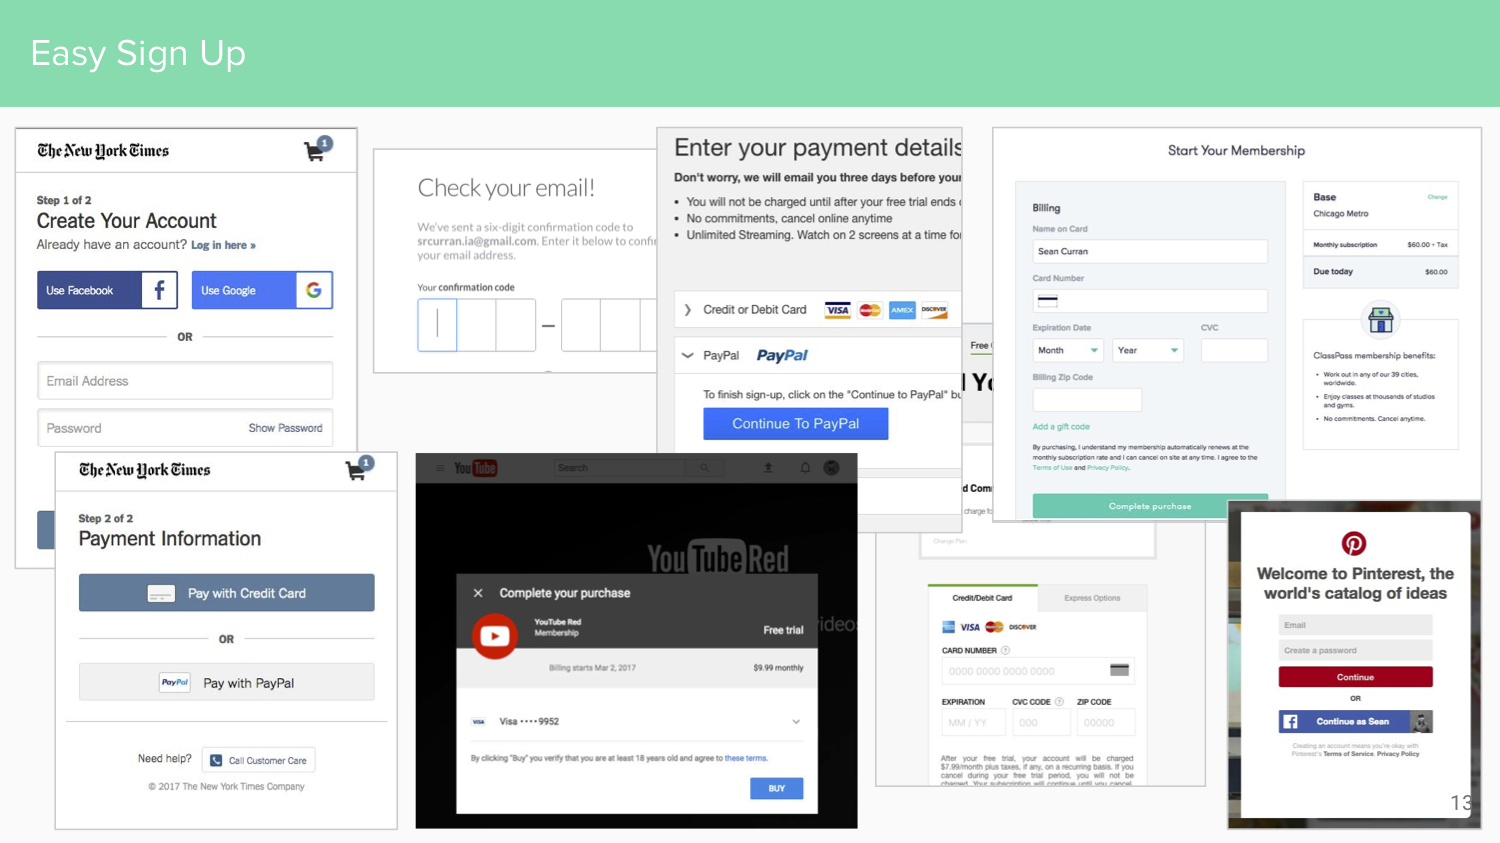 Easy Sign Up
The New York Times
1
Step 1 of 2
Create Your Account
Already have an account? Log in here »
Use Facebook
Use Google
OR
Email Address
Password
Show Password
Check your email!
We've sent a six-digit confirmation code to
srcurran.ia@gmail.com. Enter it below to
your email address.
Your confirmation code
Enter your payment details
Don't worry, we will email you three days before
• You will not be charged until after your free trial ends
• No commitments, cancel online anytime
• Unlimited Streaming. Watch on 2 screens at a time
Credit or Debit Card
VISA
MasterCard
AMEX
DISCOVER
PayPal
PayPal
To finish sign-up, click on the "Continue to PayPal"
Continue To PayPal
Free
Start Your Membership
Billing
Name on Card
Sean Curran
Card Number
Expiration Date
CVC
Month
Year
Billing Zip Code
Add a gift code
By purchasing, I understand my membership automatically renews at the
monthly subscription rate and I can cancel on site at any time. I agree to the
Terms of Use and Privacy Policy.
Complete purchase
Base
Change
Chicago Metro
Monthly subscription
$60.00 + Tax
Due today
$60.00
ClassPass membership benefits:
• Work out in any of our 39 cities,
worldwide.
• Enjoy classes at thousands of studios
and gyms.
• No commitments. Cancel anytime.
The New York Times
1
Step 2 of 2
Payment Information
Pay with Credit Card
OR
PayPal
Pay with PayPal
Need help?
Call Customer Care
© 2017 The New York Times Company
YouTube
Search
YouTube Red
Complete your purchase
YouTube Red
Membership
Free trial
Billing starts Mar 2, 2017
$9.99 monthly
VISA
Visa ••••9952
By clicking "Buy" you verify that you are at least 18 years old and agree to these terms.
BUY
Change Plan
Credit/Debit Card
Express Options
VISA
MasterCard
DISCOVER
CARD NUMBER ?
0000 0000 0000 0000
EXPIRATION
CVC CODE ?
ZIP CODE
MM / YY
000
00000
After your free trial, your account will be charged
$7.99/month plus taxes, if any, on a recurring basis. If you
cancel during your free trial period, you will not be
charged. Your subscription will continue until you cancel.
Welcome to Pinterest, the
world's catalog of ideas
Email
Create a password
Continue
OR
Continue as Sean
Creating an account means you're okay with
Pinterest's Terms of Service, Privacy Policy
13